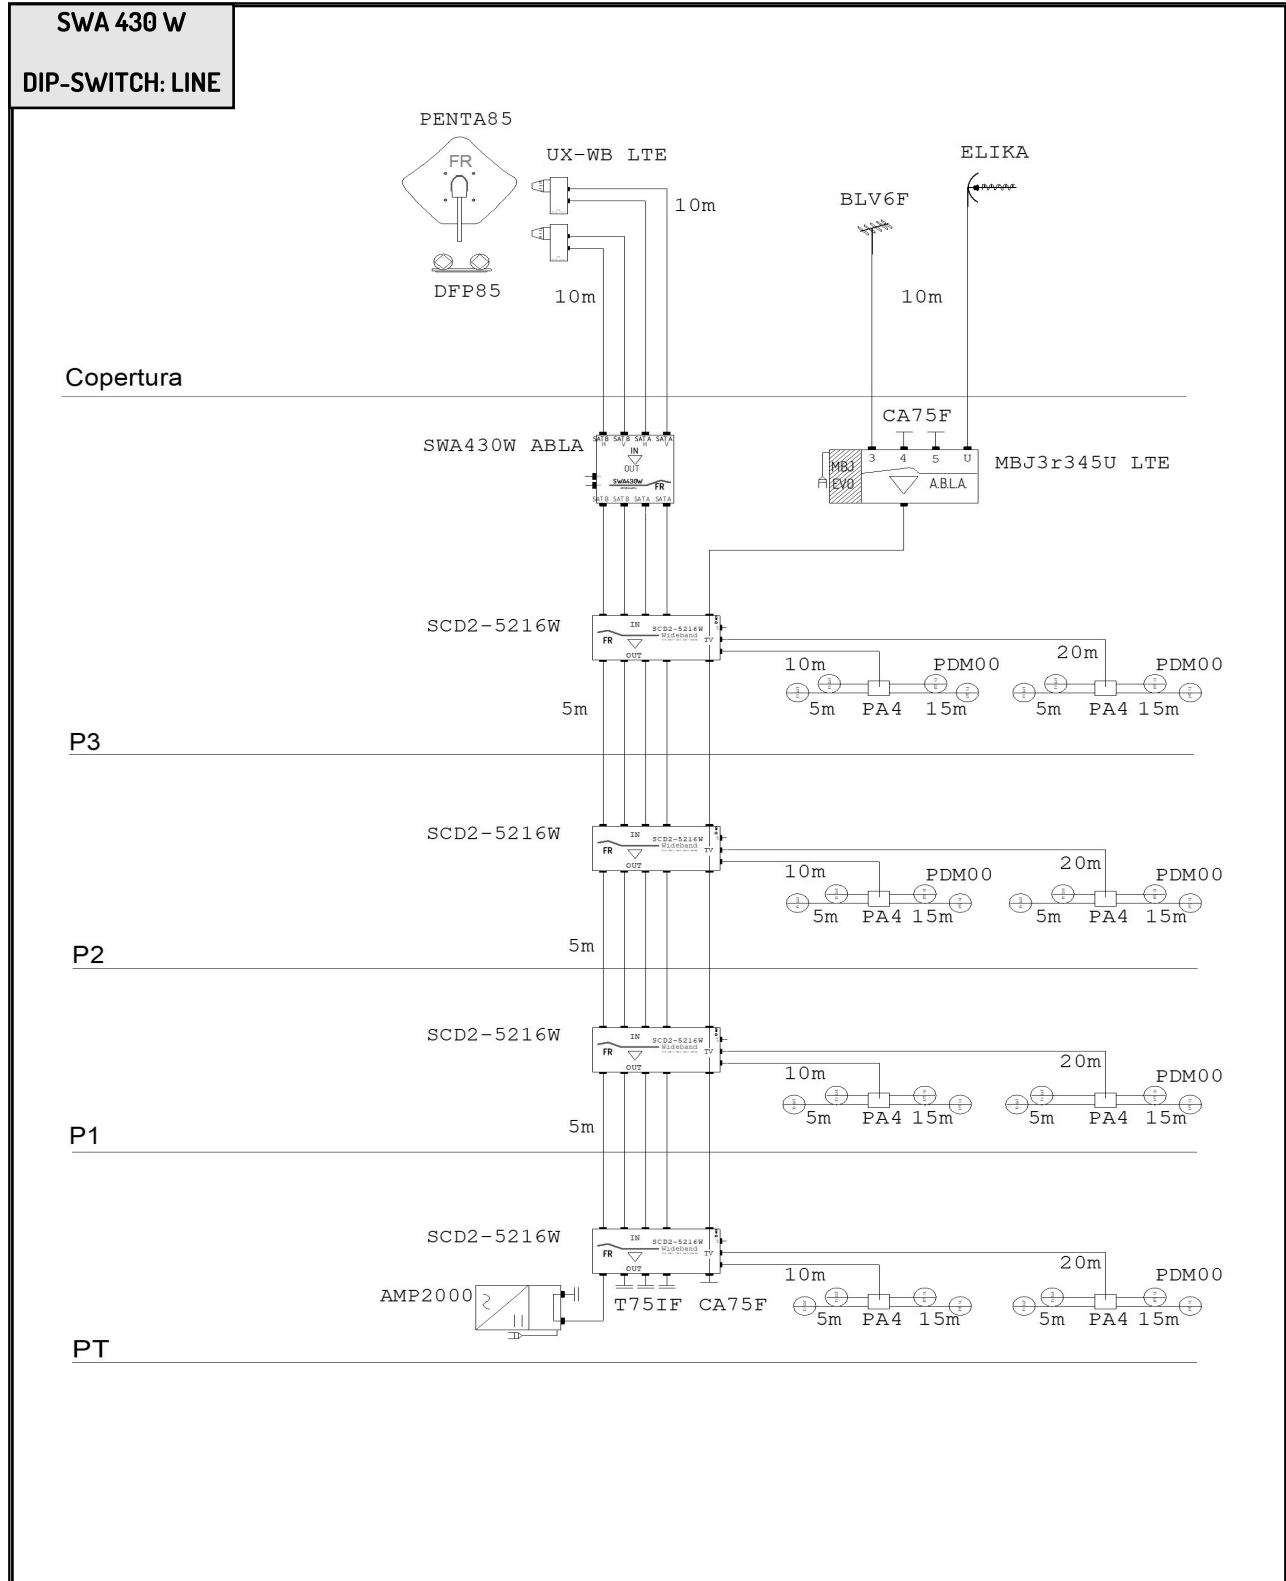 SWA 430 W
DIP-SWITCH: LINE
PENTA85
FR
UX-WB LTE
ELIKA
BLV6F
10m
DFP85
10m
10m
Copertura
CA75F
SWA430W ABLA
SAT B H SAT B V SAT A H SAT A V
IN
OUT
SWA430W
FR
SAT B SAT B SAT A SAT A
3 4 5 U
MBJ
EVO
A.B.L.A.
MBJ3r345U LTE
SCD2-5216W
IN
SCD2-5216W
Wideband
FR
TV
OUT
10m
PDM00
20m
PDM00
5m
5m PA4 15m
5m PA4 15m
P3
SCD2-5216W
IN
SCD2-5216W
Wideband
FR
TV
OUT
10m
PDM00
20m
PDM00
5m PA4 15m
5m PA4 15m
5m
P2
SCD2-5216W
IN
SCD2-5216W
Wideband
FR
TV
OUT
10m
20m
PDM00
5m PA4 15m
5m PA4 15m
5m
P1
SCD2-5216W
IN
SCD2-5216W
Wideband
FR
TV
OUT
10m
20m
PDM00
AMP2000
T75IF CA75F
5m PA4 15m
5m PA4 15m
PT